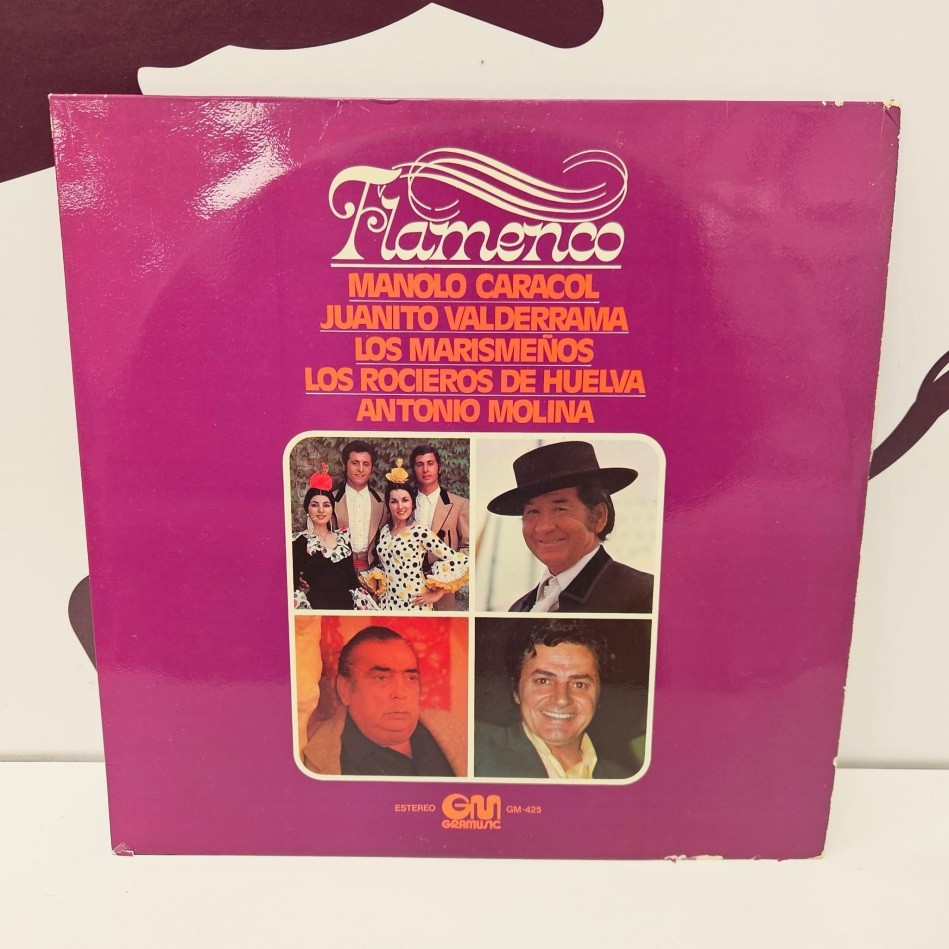 Flamenco
MANOLO CARACOL
JUANITO VALDERRAMA
LOS MARISMEÑOS
LOS ROCIEROS DE HUELVA
ANTONIO MOLINA
ESTEREO GM GM-425
GRAMUSIC